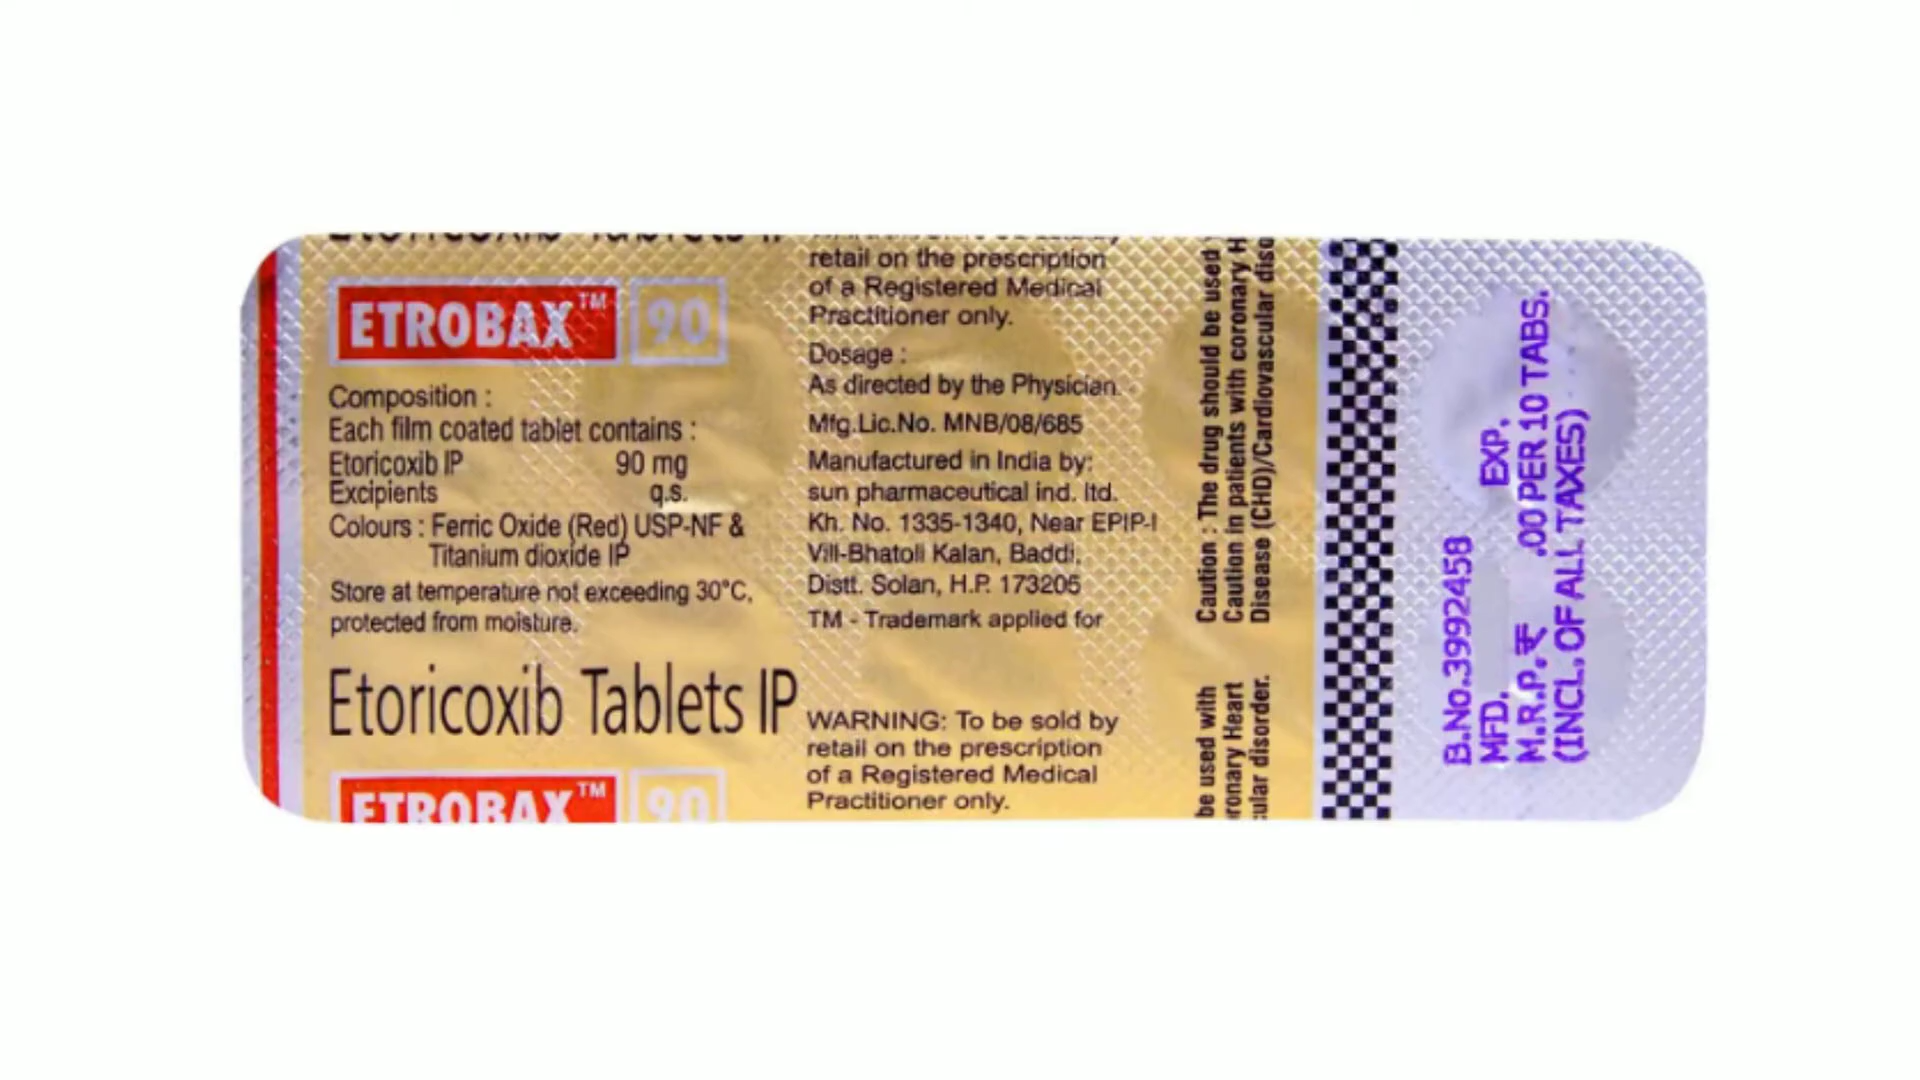 ETROBAX™ 90
Composition :
Each film coated tablet contains :
Etoricoxib IP 90 mg
Excipients q.s.
Colours : Ferric Oxide (Red) USP-NF &
Titanium dioxide IP
Store at temperature not exceeding 30°C,
protected from moisture.
Etoricoxib Tablets IP
ETROBAX™ 90
retail on the prescription
of a Registered Medical
Practitioner only.
Dosage :
As directed by the Physician.
Mfg.Lic.No. MNB/08/685
Manufactured in India by:
sun pharmaceutical ind. ltd.
Kh. No. 1335-1340, Near EPIP-I
Vill-Bhatoli Kalan, Baddi,
Distt. Solan, H.P. 173205
TM - Trademark applied for
WARNING: To be sold by
retail on the prescription
of a Registered Medical
Practitioner only.
Caution : The drug should be used
Caution in patients with coronary H
Disease (CHD)/Cardiovascular diso
be used with
ronary Heart
ular disorder.
B.No.3992458
MFD. EXP.
M.R.P.₹ .00 PER 10 TABS.
(INCL. OF ALL TAXES)